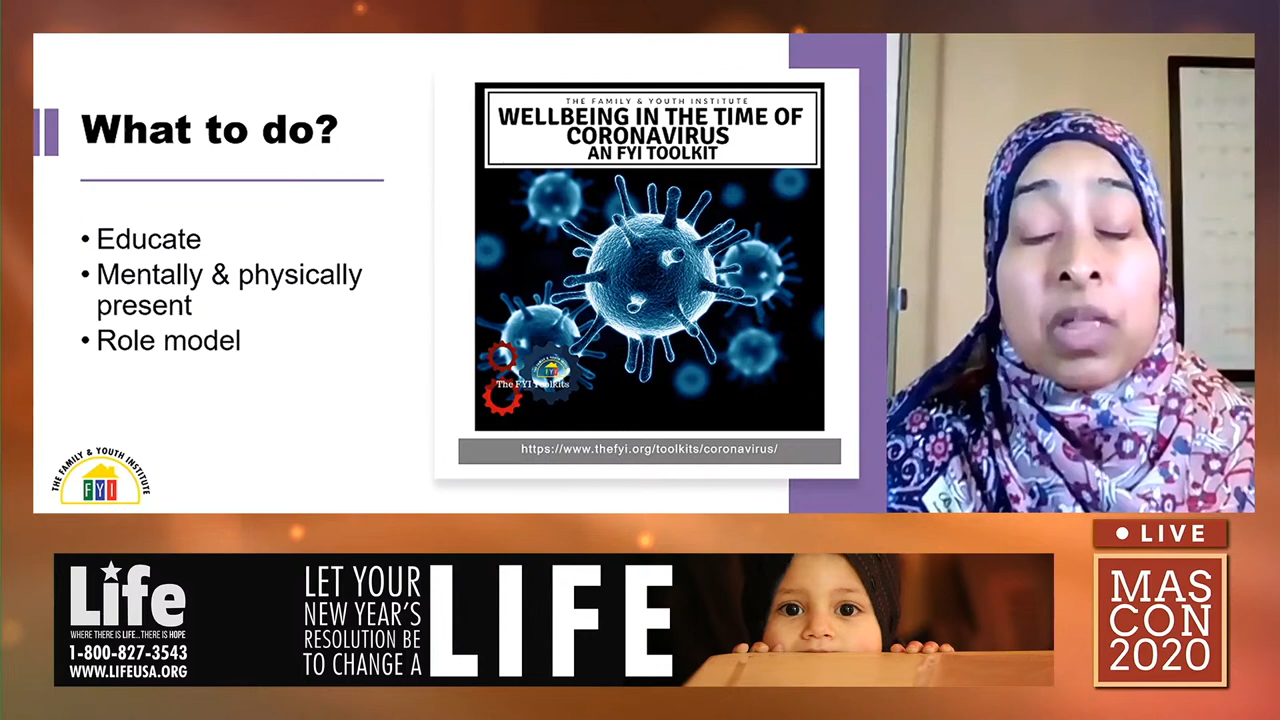 What to do?
• Educate
• Mentally & physically
present
• Role model
THE FAMILY & YOUTH INSTITUTE
FYI
THE FAMILY & YOUTH INSTITUTE
WELLBEING IN THE TIME OF
CORONAVIRUS
AN FYI TOOLKIT
FYI
The FYI Toolkits
https://www.thefyi.org/toolkits/coronavirus/
Life
WHERE THERE IS LIFE...THERE IS HOPE
1-800-827-3543
WWW.LIFEUSA.ORG
LET YOUR
NEW YEAR'S
RESOLUTION BE
TO CHANGE A
LIFE
LIVE
MAS
CON
2020